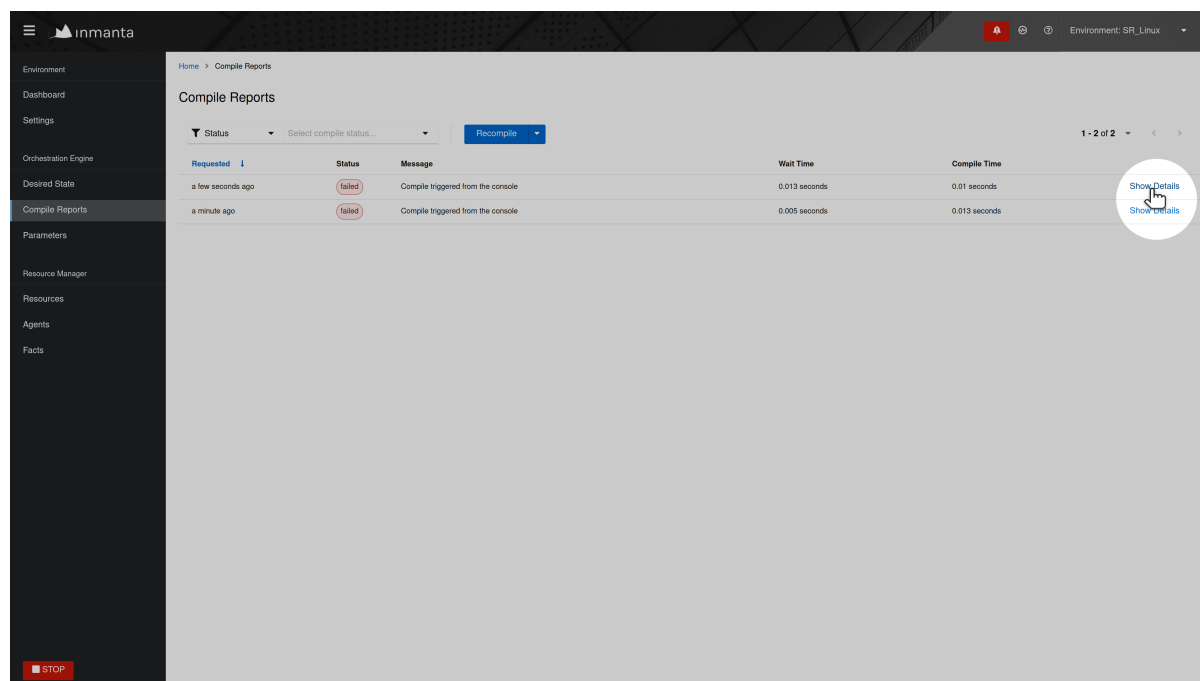 inmanta
Environment: SR_Linux
Environment
Dashboard
Settings
Orchestration Engine
Desired State
Compile Reports
Parameters
Resource Manager
Resources
Agents
Facts
STOP
Home > Compile Reports
Compile Reports
Status Select compile status... Recompile 1 - 2 of 2
Requested Status Message Wait Time Compile Time
a few seconds ago failed Compile triggered from the console 0.013 seconds 0.01 seconds Show Details
a minute ago failed Compile triggered from the console 0.005 seconds 0.013 seconds Show Details